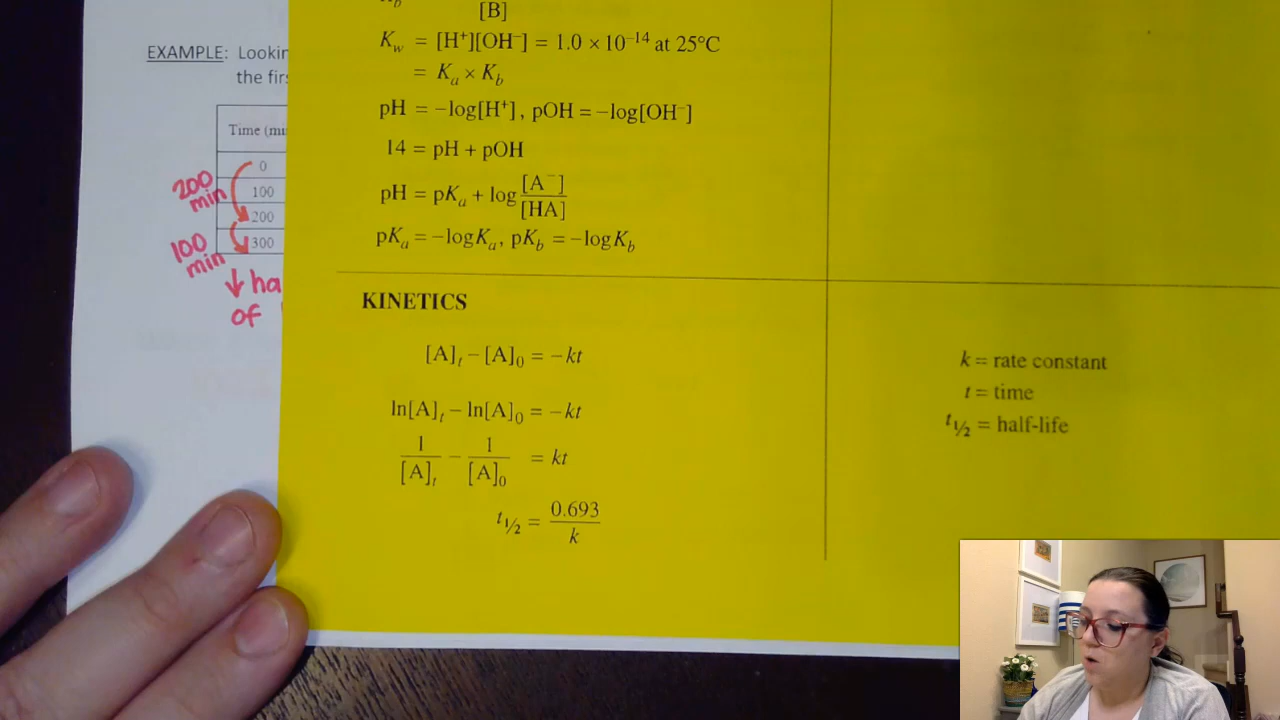 EXAMPLE: Lookin
the firs
Time (mi
0
100
200
300
200
min
100
min
↓ ha
of
[B]
K_w = [H⁺][OH⁻] = 1.0 × 10⁻¹⁴ at 25°C
= K_a × K_b
pH = −log[H⁺], pOH = −log[OH⁻]
14 = pH + pOH
pH = pK_a + log [A⁻]/[HA]
pK_a = −logK_a, pK_b = −logK_b
KINETICS
[A]_t − [A]_0 = −kt
ln[A]_t − ln[A]_0 = −kt
1/[A]_t − 1/[A]_0 = kt
t_½ = 0.693/k
k = rate constant
t = time
t_½ = half-life